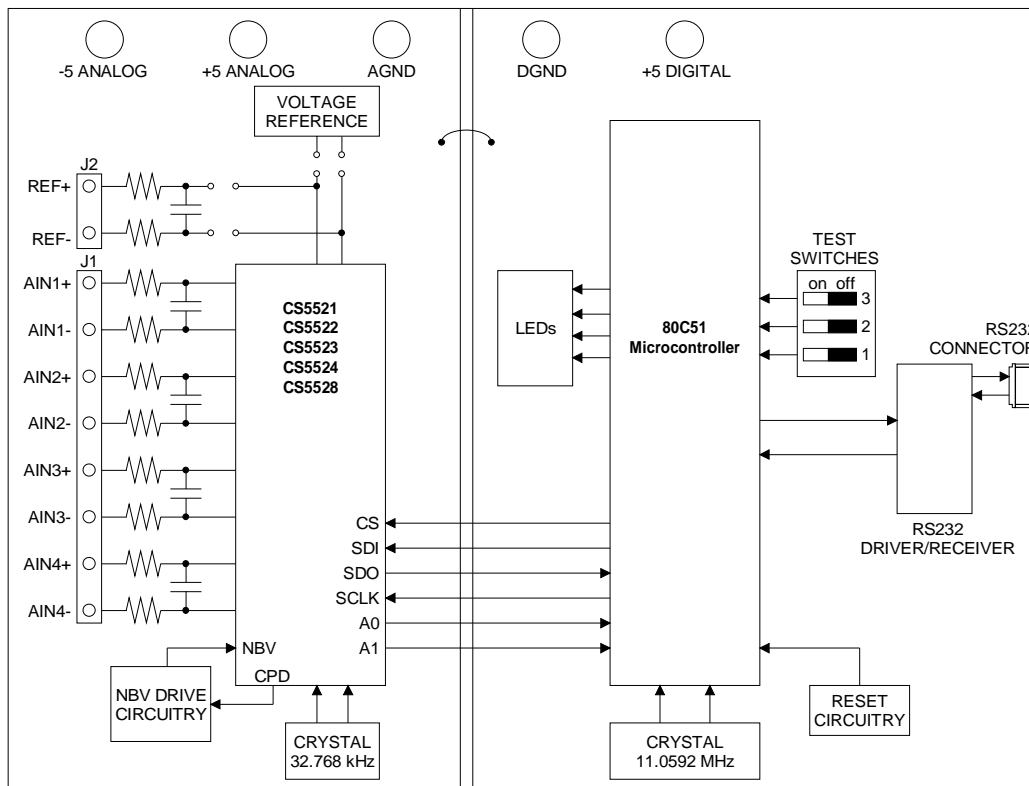 -5 ANALOG
+5 ANALOG
AGND
DGND
+5 DIGITAL
VOLTAGE
REFERENCE
J2
REF+
REF-
J1
AIN1+
AIN1-
AIN2+
AIN2-
AIN3+
AIN3-
AIN4+
AIN4-
CS5521
CS5522
CS5523
CS5524
CS5528
CS
SDI
SDO
SCLK
A0
A1
NBV
CPD
NBV DRIVE
CIRCUITRY
CRYSTAL
32.768 kHz
LEDs
80C51
Microcontroller
TEST
SWITCHES
on off
3
2
1
RS232
CONNECTOR
RS232
DRIVER/RECEIVER
RESET
CIRCUITRY
CRYSTAL
11.0592 MHz